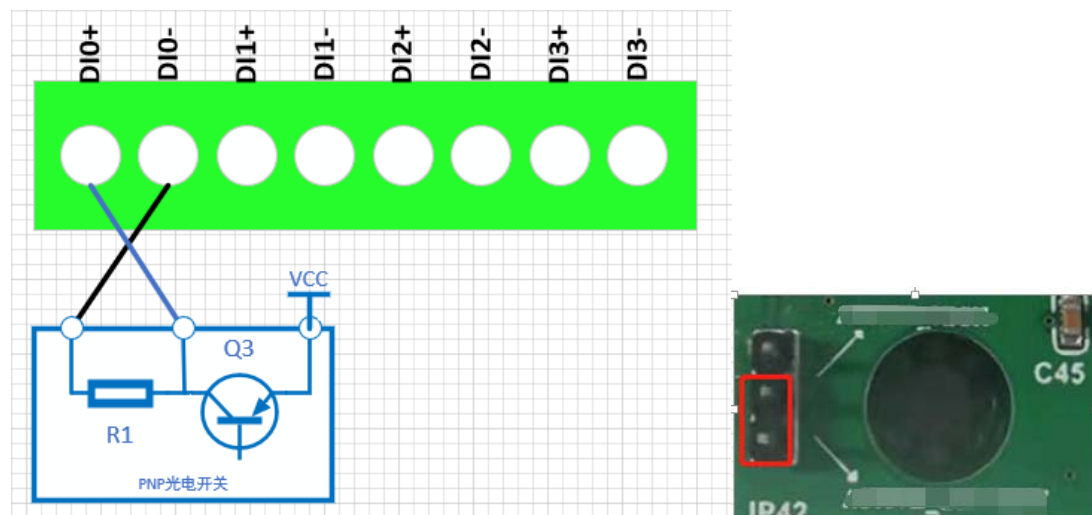 DI0+
DI0-
DI1+
DI1-
DI2+
DI2-
DI3+
DI3-
VCC
Q3
R1
PNP光电开关
C45
JP42